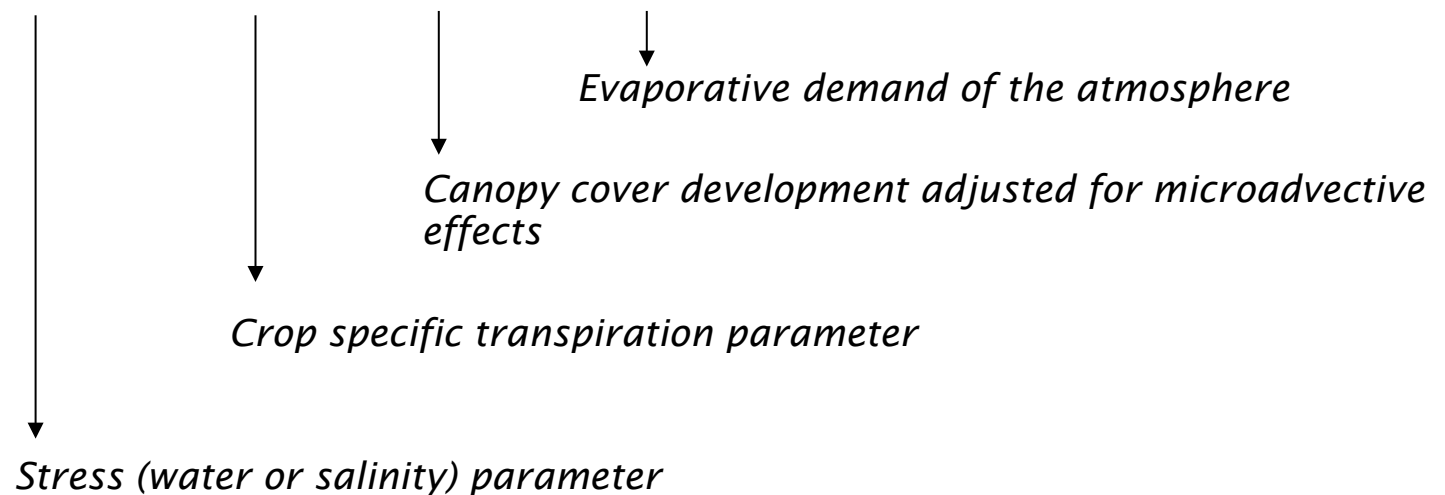 Evaporative demand of the atmosphere
Canopy cover development adjusted for microadvective
effects
Crop specific transpiration parameter
Stress (water or salinity) parameter